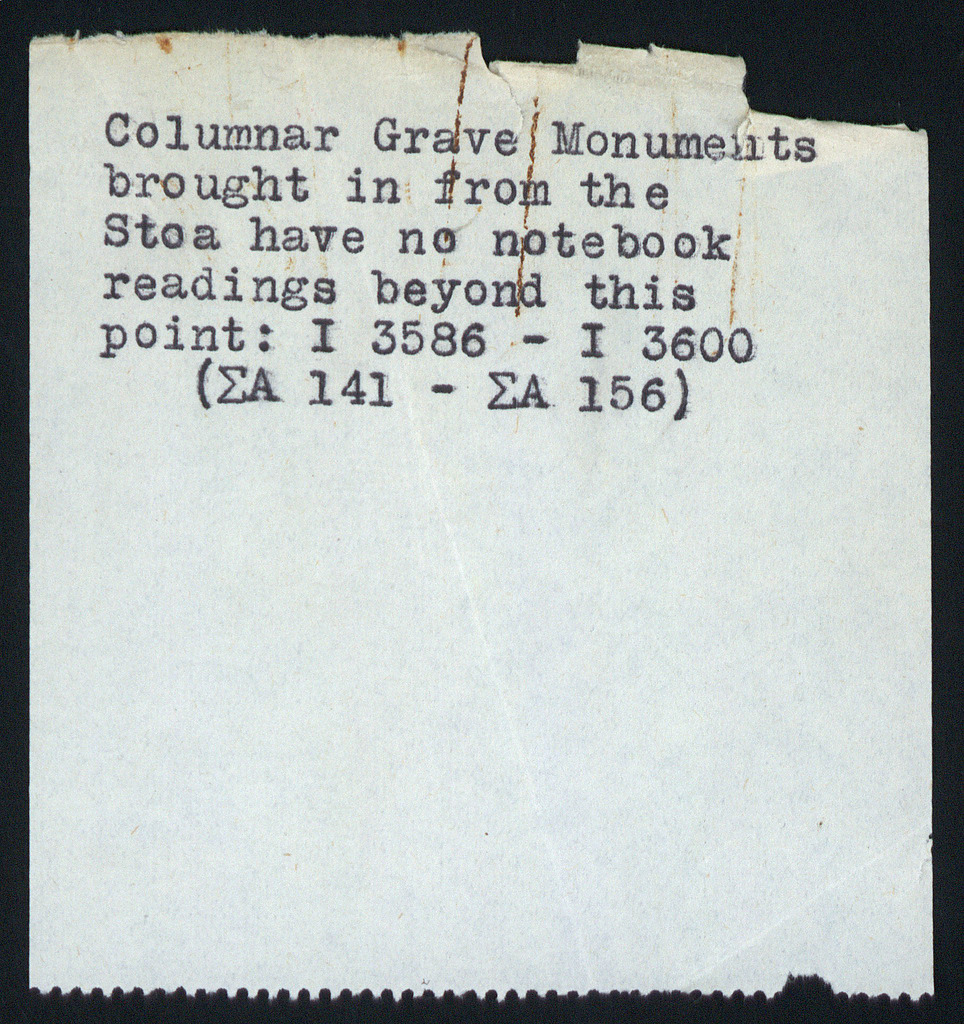 Columnar Grave Monuments
brought in from the
Stoa have no notebook
readings beyond this
point: I 3586 - I 3600
(ΣA 141 - ΣA 156)